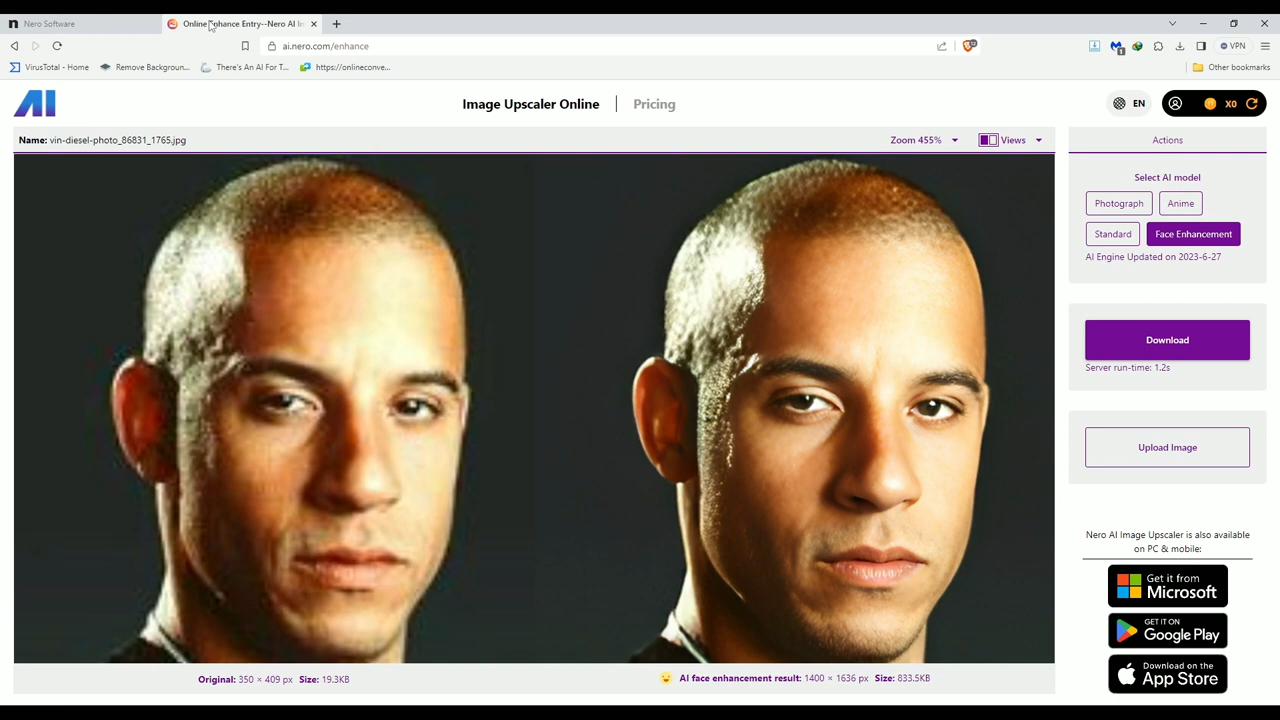 Nero Software
Online Enhance Entry--Nero AI Im
ai.nero.com/enhance
12
1
VPN
VirusTotal - Home
Remove Backgroun...
There's An AI For T...
https://onlineconve...
Other bookmarks
AI
Image Upscaler Online
Pricing
EN
X0
Name: vin-diesel-photo_86831_1765.jpg
Zoom 455%
Views
Actions
Select AI model
Photograph
Anime
Standard
Face Enhancement
AI Engine Updated on 2023-6-27
Download
Server run-time: 1.2s
Upload Image
Nero AI Image Upscaler is also available
on PC & mobile:
Get it from
Microsoft
GET IT ON
Google Play
Download on the
App Store
Original: 350 × 409 px Size: 19.3KB
AI face enhancement result: 1400 × 1636 px Size: 833.5KB